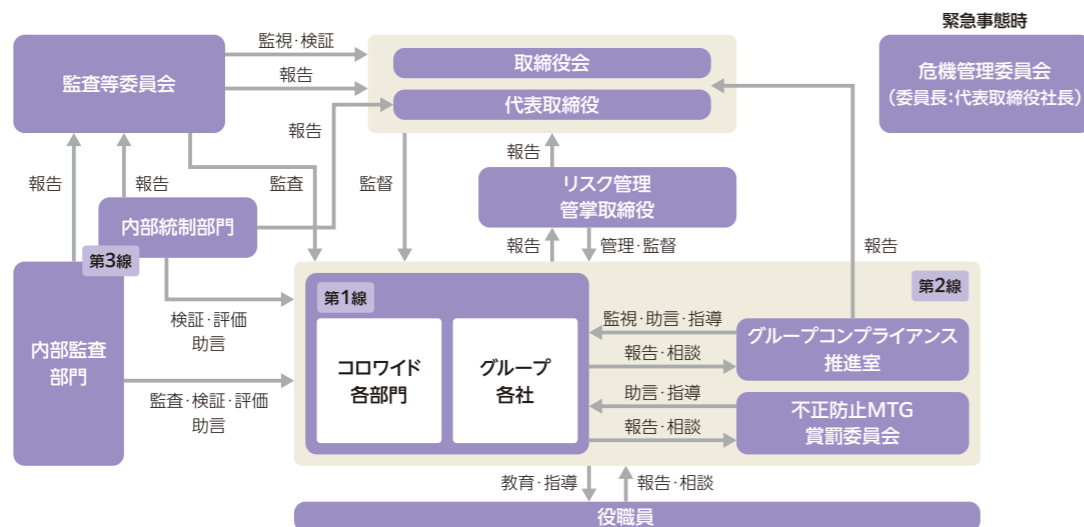 緊急事態時
監査等委員会
監視・検証
報告
取締役会
代表取締役
危機管理委員会
(委員長:代表取締役社長)
報告
報告
報告
監査
監督
報告
リスク管理
管掌取締役
内部統制部門
報告
管理・監督
報告
第3線
第1線
第2線
検証・評価
助言
内部監査
部門
監査・検証・評価
助言
コロワイド
各部門
グループ
各社
監視・助言・指導
報告・相談
グループコンプライアンス
推進室
助言・指導
報告・相談
不正防止MTG
賞罰委員会
教育・指導
報告・相談
役職員